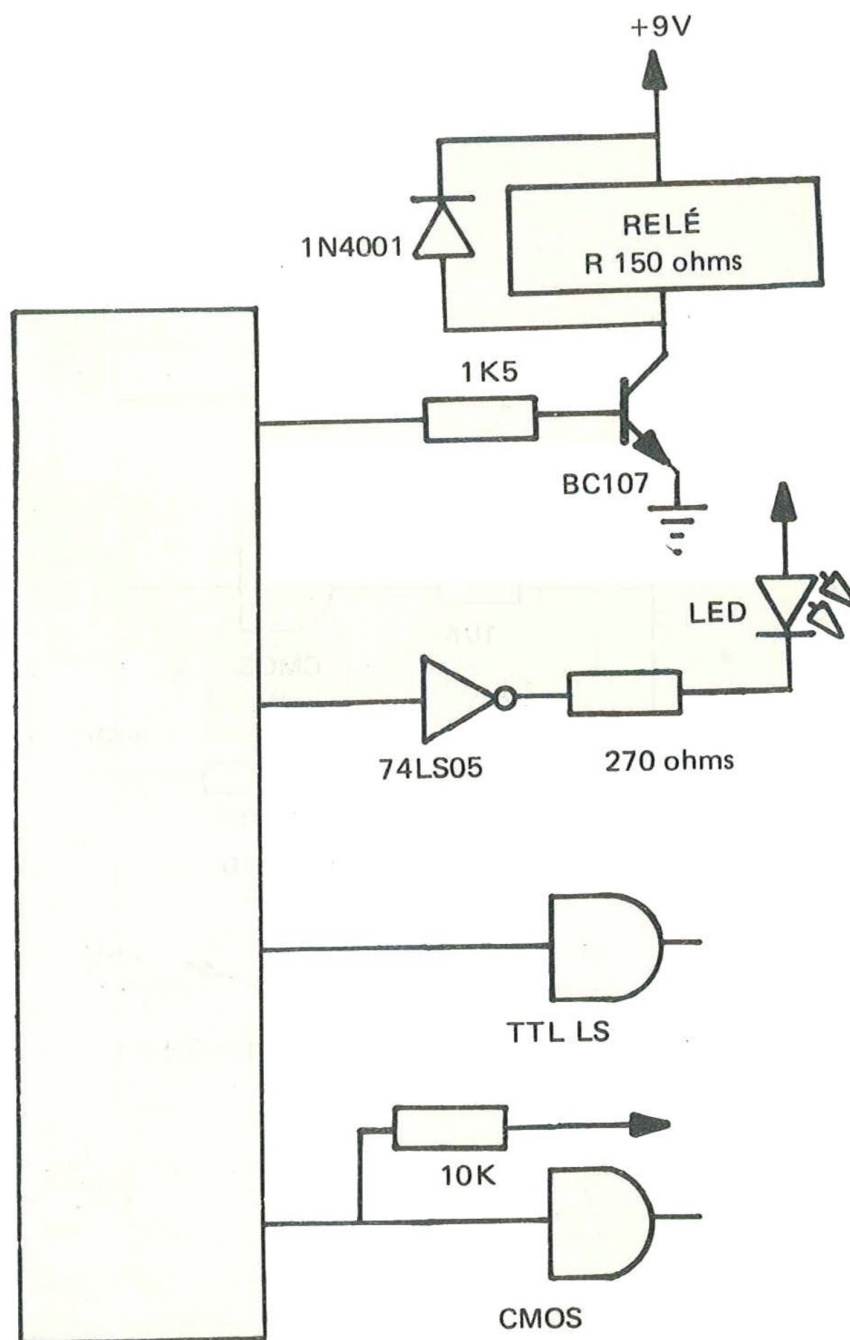 +9V
RELÉ
R 150 ohms
1N4001
1K5
BC107
LED
74LS05
270 ohms
TTL LS
10K
CMOS